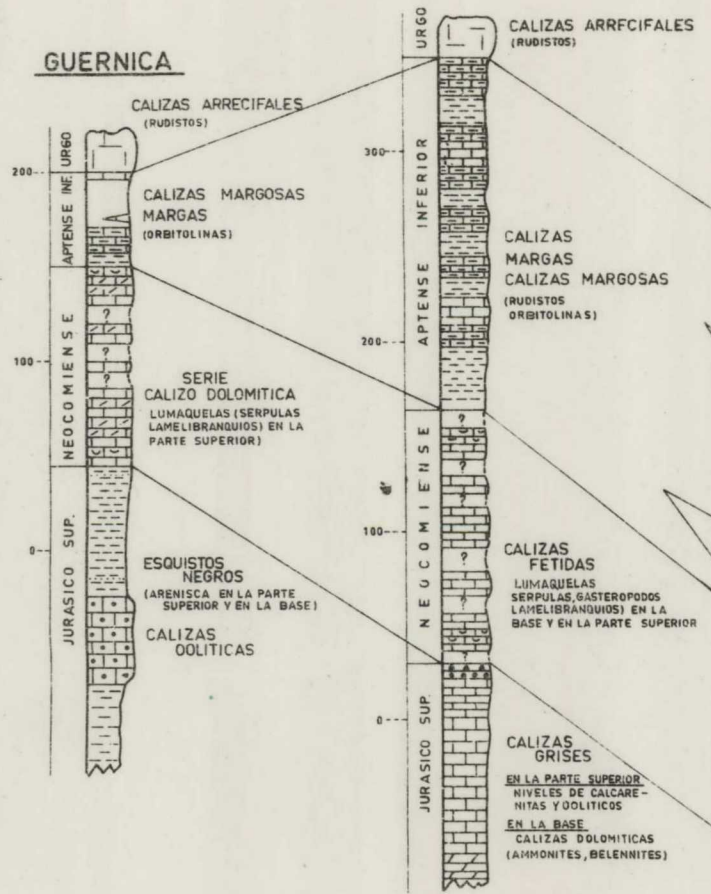 GUERNICA
CALIZAS ARRECIFALES
(RUDISTOS)
URGO
200
APTENSE INF.
CALIZAS MARGOSAS
MARGAS
(ORBITOLINAS)
NEOCOMIENSE
?
?
?
100
SERIE
CALIZO DOLOMITICA
LUMAQUELAS (SERPULAS
LAMELIBRANQUIOS) EN LA
PARTE SUPERIOR)
0
JURASICO SUP.
ESQUISTOS
NEGROS
(ARENISCA EN LA PARTE
SUPERIOR Y EN LA BASE)
CALIZAS
OOLITICAS
URGO
CALIZAS ARRECIFALES
(RUDISTOS)
300
APTENSE INFERIOR
CALIZAS
MARGAS
CALIZAS MARGOSAS
(RUDISTOS
ORBITOLINAS)
200
NEOCOMIENSE
?
?
?
?
?
?
100
CALIZAS
FETIDAS
LUMAQUELAS
SERPULAS, GASTEROPODOS
LAMELIBRANQUIOS) EN LA
BASE Y EN LA PARTE SUPERIOR
0
JURASICO SUP.
CALIZAS
GRISES
EN LA PARTE SUPERIOR
NIVELES DE CALCARE-
NITAS Y OOLITICOS
EN LA BASE
CALIZAS DOLOMITICAS
(AMMONITES, BELENNITES)